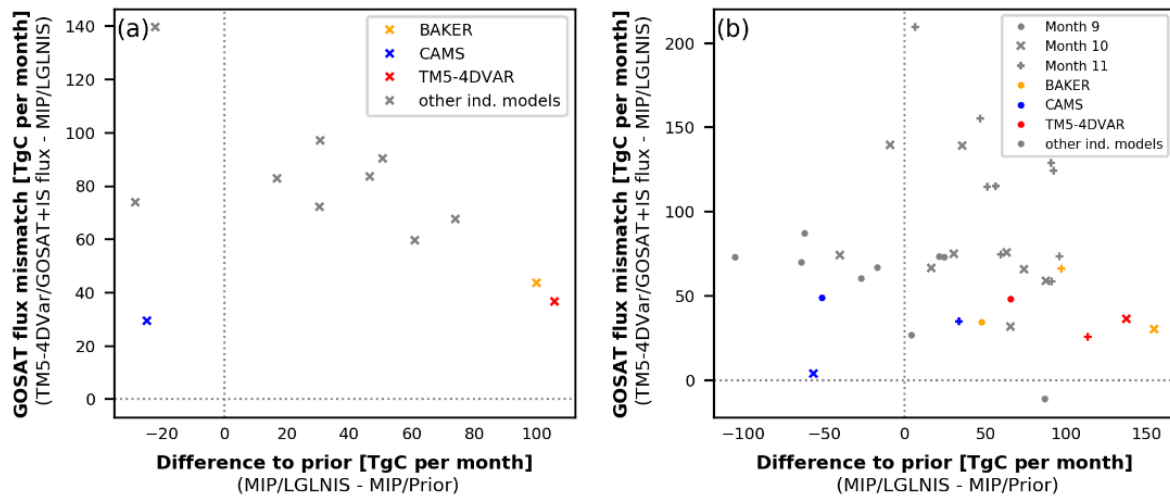 (a)
BAKER
CAMS
TM5-4DVAR
other ind. models
140
120
100
80
60
40
20
0
−20
0
20
40
60
80
100
GOSAT flux mismatch [TgC per month]
(TM5-4DVar/GOSAT+IS flux - MIP/LGLNIS)
Difference to prior [TgC per month]
(MIP/LGLNIS - MIP/Prior)
(b)
Month 9
Month 10
Month 11
BAKER
CAMS
TM5-4DVAR
other ind. models
200
150
100
50
0
−100
−50
0
50
100
150
GOSAT flux mismatch [TgC per month]
(TM5-4DVar/GOSAT+IS flux - MIP/LGLNIS)
Difference to prior [TgC per month]
(MIP/LGLNIS - MIP/Prior)